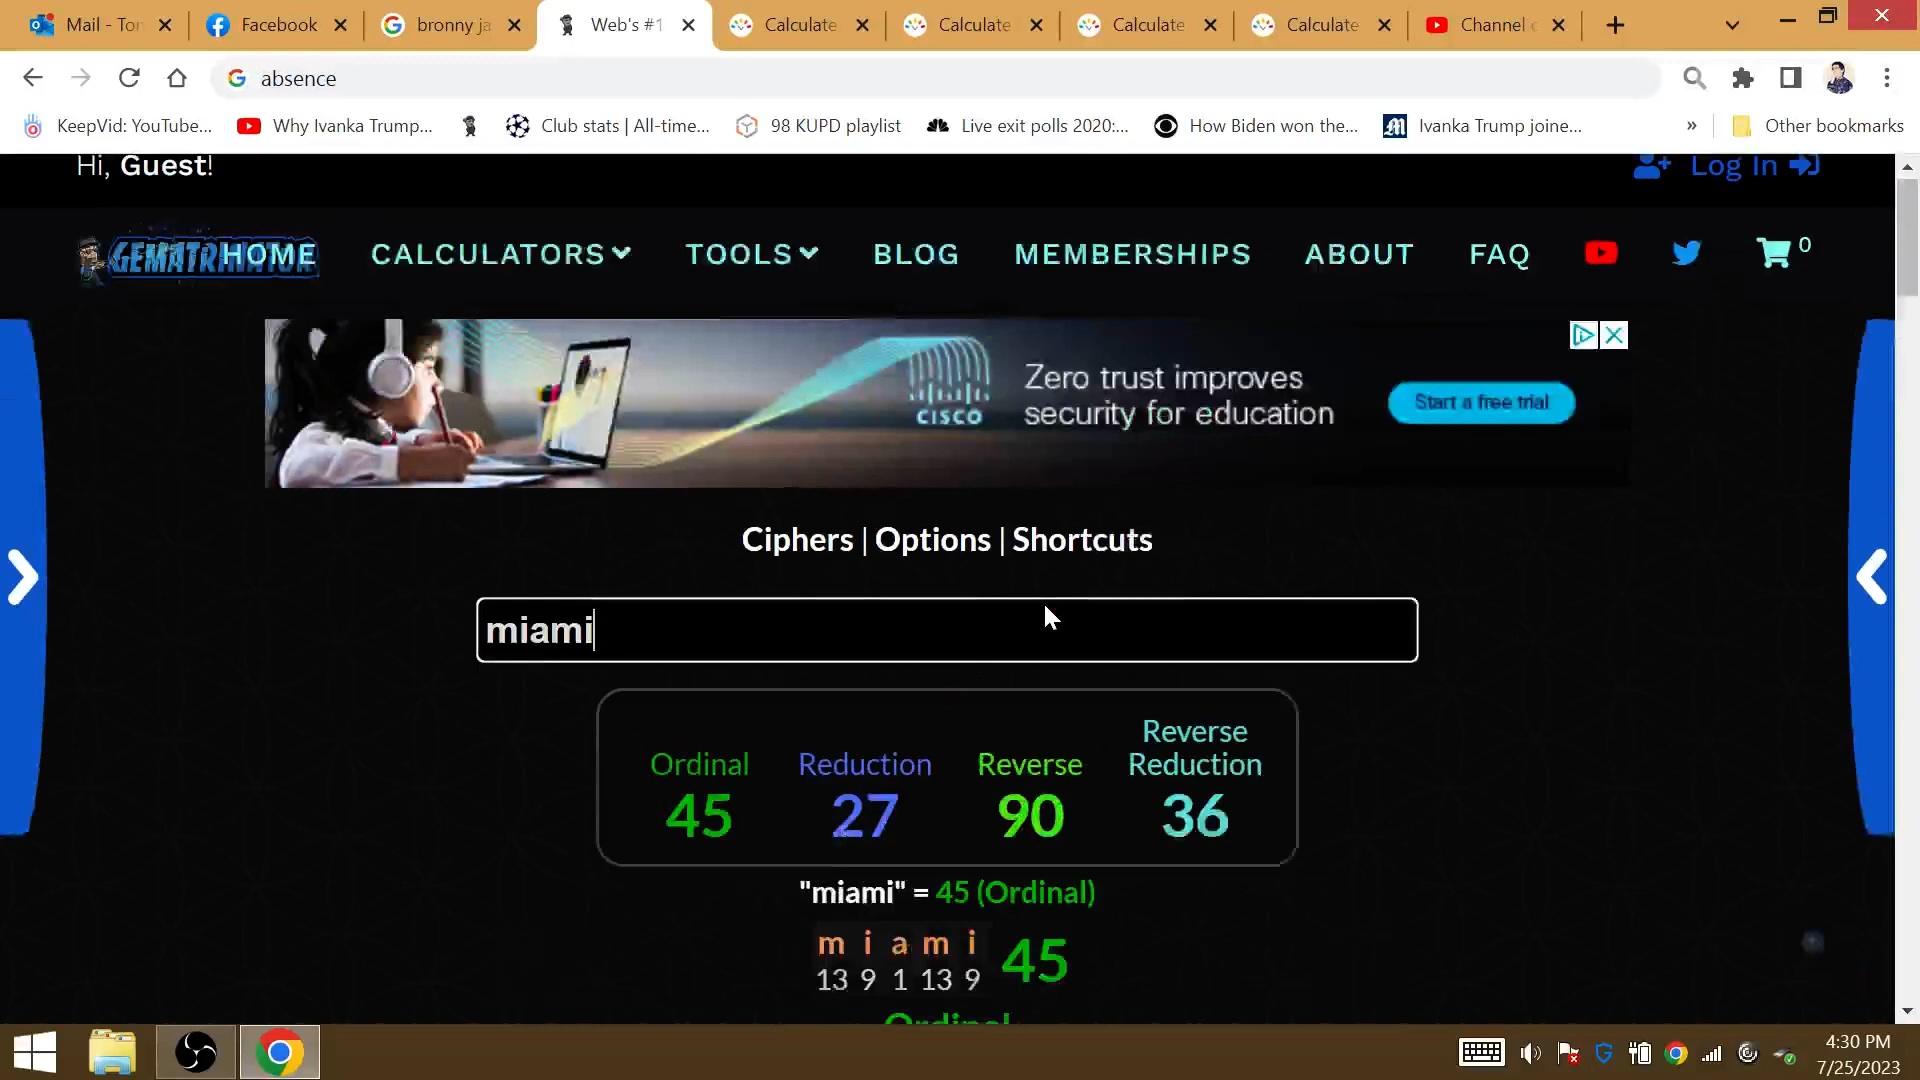 Mail - Ton
Facebook
bronny ja
Web's #1
Calculate
Calculate
Calculate
Calculate
Channel c
absence
KeepVid: YouTube...
Why Ivanka Trump...
Club stats | All-time...
98 KUPD playlist
Live exit polls 2020:...
How Biden won the...
Ivanka Trump joine...
»
Other bookmarks
Hi, Guest!
Log In
GEMATRINATOR
HOME
CALCULATORS
TOOLS
BLOG
MEMBERSHIPS
ABOUT
FAQ
0
CISCO
Zero trust improves
security for education
Start a free trial
Ciphers | Options | Shortcuts
miami
Ordinal
Reduction
Reverse
Reverse
Reduction
45
27
90
36
"miami" = 45 (Ordinal)
m i a m i
13 9 1 13 9
45
Ordinal
4:30 PM
7/25/2023